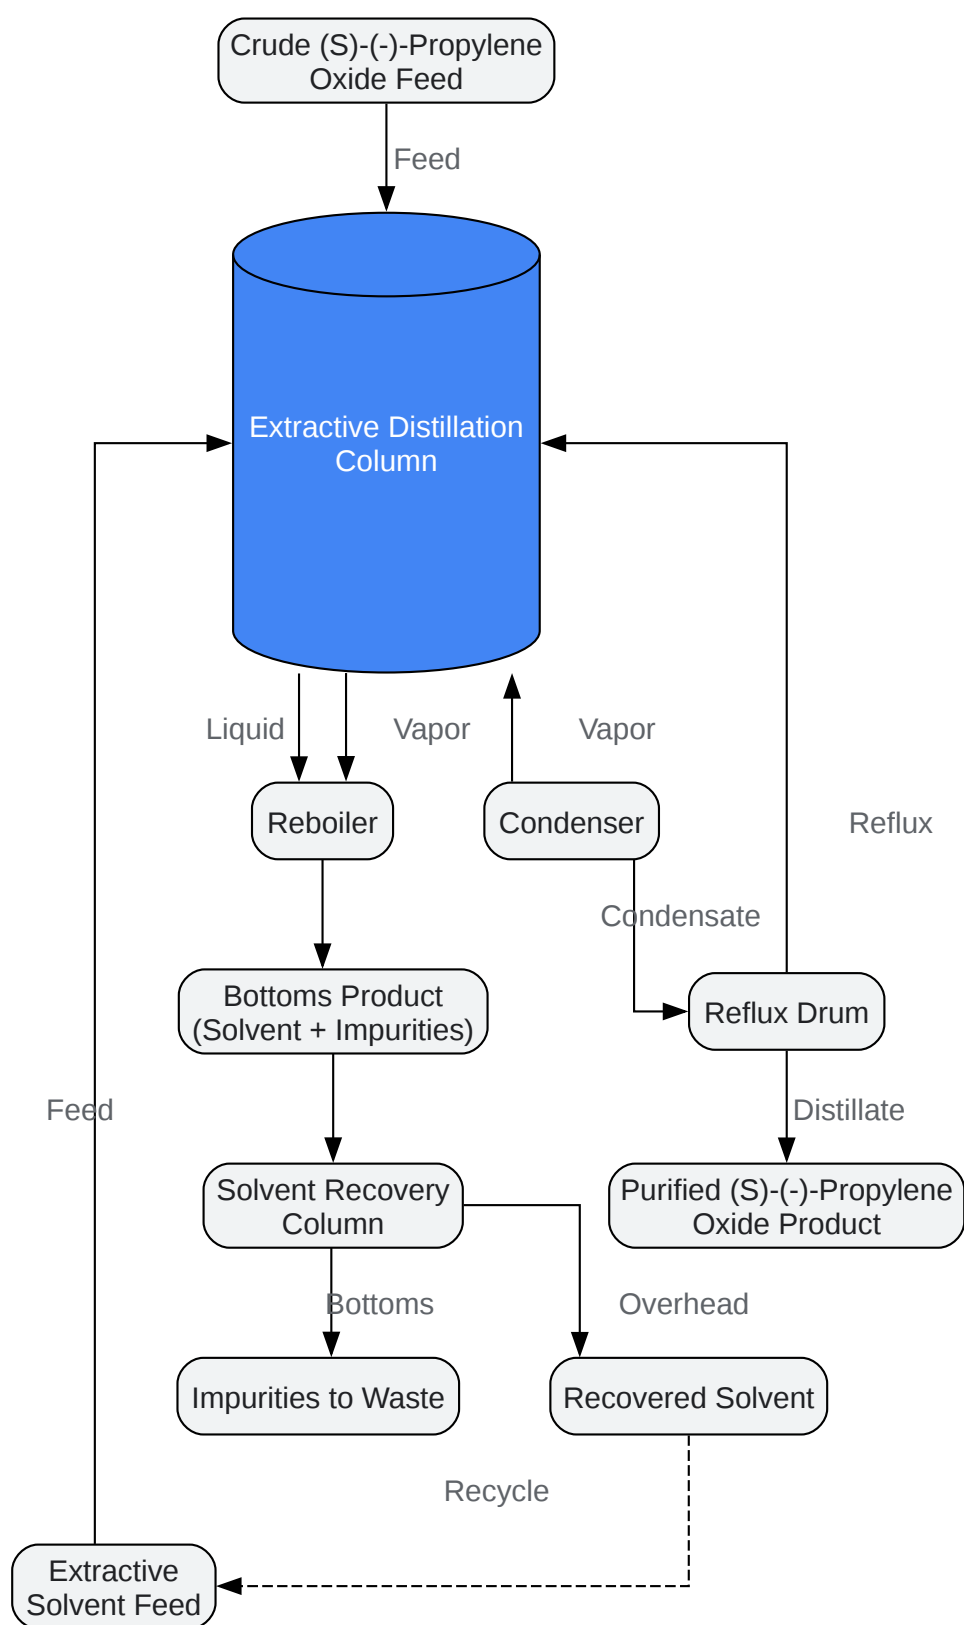 Crude (S)-(-)-Propylene
Oxide Feed
Feed
Extractive Distillation
Column
Liquid
Vapor
Vapor
Reboiler
Condenser
Reflux
Condensate
Bottoms Product
(Solvent + Impurities)
Reflux Drum
Feed
Distillate
Solvent Recovery
Column
Purified (S)-(-)-Propylene
Oxide Product
Bottoms
Overhead
Impurities to Waste
Recovered Solvent
Recycle
Extractive
Solvent Feed